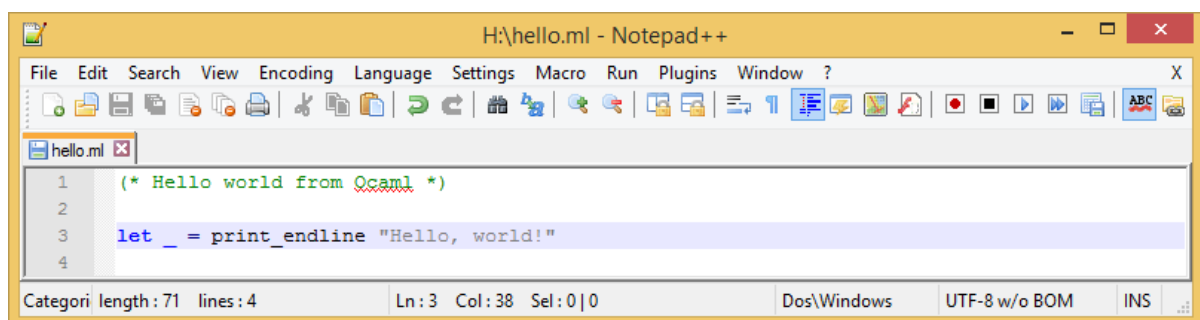 H:\hello.ml - Notepad++
File Edit Search View Encoding Language Settings Macro Run Plugins Window ? X
ABC
hello.ml
1 (* Hello world from Ocaml *)
2
3 let _ = print_endline "Hello, world!"
4
Categori length : 71 lines : 4 Ln : 3 Col : 38 Sel : 0 | 0 Dos\Windows UTF-8 w/o BOM INS